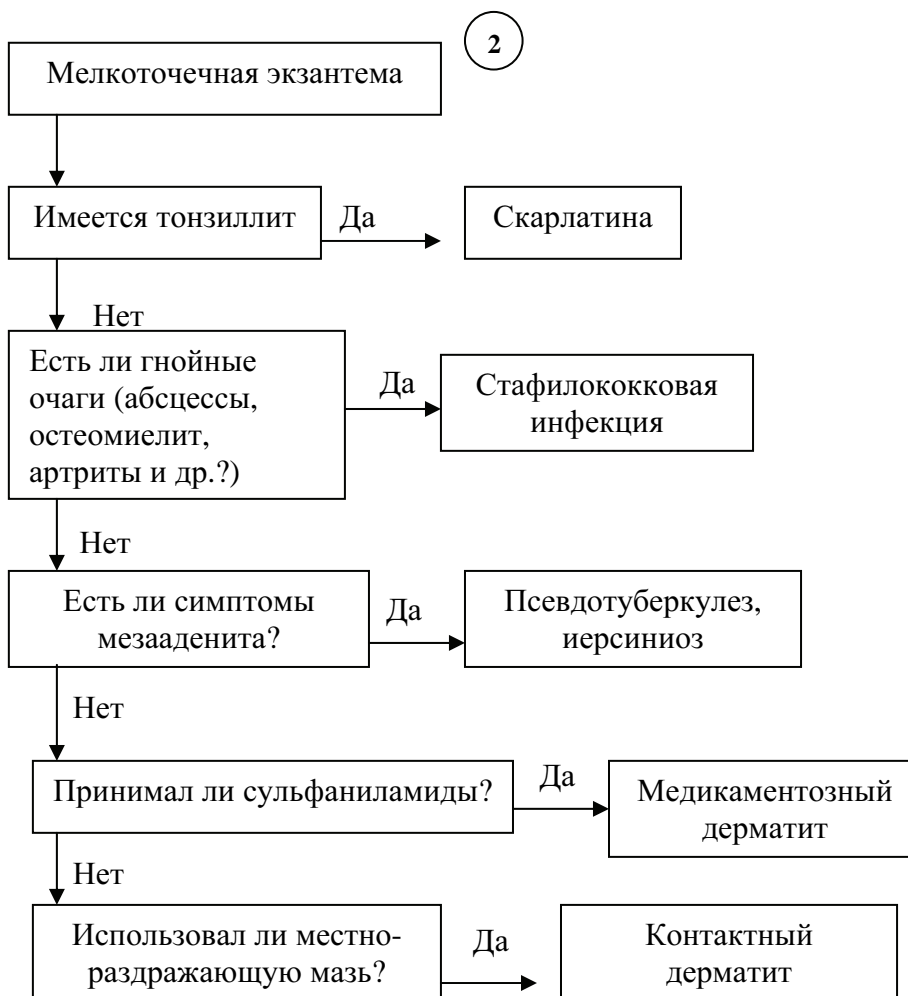 2
Мелкоточечная экзантема
Имеется тонзиллит
Да
Скарлатина
Нет
Есть ли гнойные
очаги (абсцессы,
остеомиелит,
артриты и др.?)
Да
Стафилококковая
инфекция
Нет
Есть ли симптомы
мезааденита?
Да
Псевдотуберкулез,
иерсиниоз
Нет
Принимал ли сульфаниламиды?
Да
Медикаментозный
дерматит
Нет
Использовал ли местно-
раздражающую мазь?
Да
Контактный
дерматит